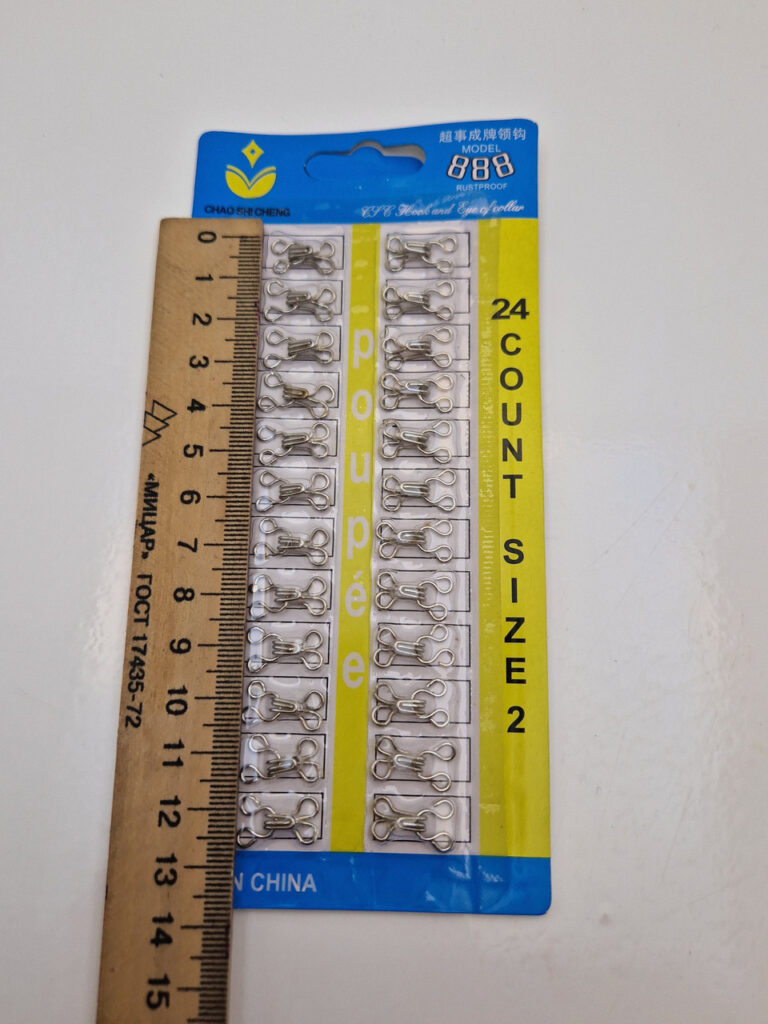 超事成牌领钩
MODEL
888
RUSTPROOF
CHAO SHI CHENG
CSC Hook and Eye of collar
poupèe
24 COUNT SIZE 2
N CHINA
0
1
2
3
4
5
6
7
8
9
10
11
12
13
14
15
«МИЦАР» ГОСТ 17435-72